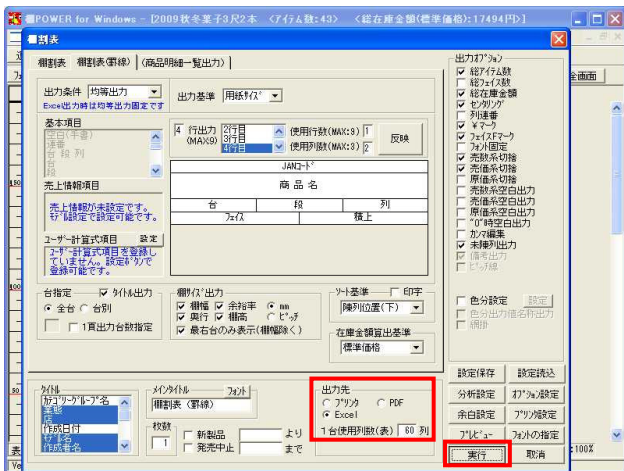 棚POWER for Windows - [2009秋冬菓子3尺2本 <アイテム数:43> <総在庫金額(標準価格):17494円>]
棚割表
棚割表 棚割表(罫線) (商品明細一覧出力)
出力条件 均等出力
Excel出力時は均等出力固定です
出力基準 用紙サイズ
基本項目
空白(手書)
連番
台 段 列
台
段
4 行出力 (MAX9)
2行目
3行目
4行目
使用行数(MAX:9) 1
使用列数(MAX:3) 2
反映
JANコード
商 品 名
台 段 列
フェイス 積上
売上情報項目
売上情報が未設定です。
モデル設定で設定可能です。
ユーザー計算式項目 設定
ユーザー計算式項目を登録し
ていません。設定ボタンで
登録可能です。
台指定 タイトル出力
全台 台別
1頁出力台数指定
棚サイズ出力
棚幅 余裕率 mm
奥行 棚高 ピッチ
最右台のみ表示(棚幅除く)
ソート基準 印字
陳列位置(下)
在庫金額算出基準
標準価格
タイトル
カテゴリーグループ名
業態
店
作成日付
モデル名
作成者名
メインタイトル フォント
棚割表 (罫線)
枚数
1
新製品 より
発売中止 まで
出力先
プリンタ PDF
Excel
1台使用列数(表) 60 列
出力オプション
総アイテム数
総フェイス数
総在庫金額
センタリング
列連番
￥マーク
フェイスFマーク
フォント固定
売数系切捨
売価系切捨
原価系切捨
売数系空白出力
売価系空白出力
原価系空白出力
"0"時空白出力
カンマ編集
未陳列出力
備考出力
ピッチ線
色分設定 設定
色分出力値名称出力
網掛
設定保存 設定読込
分析設定 オプション設定
余白設定 プリンタ設定
プレビュー フォントの指定
実行 取消
全画面
100%